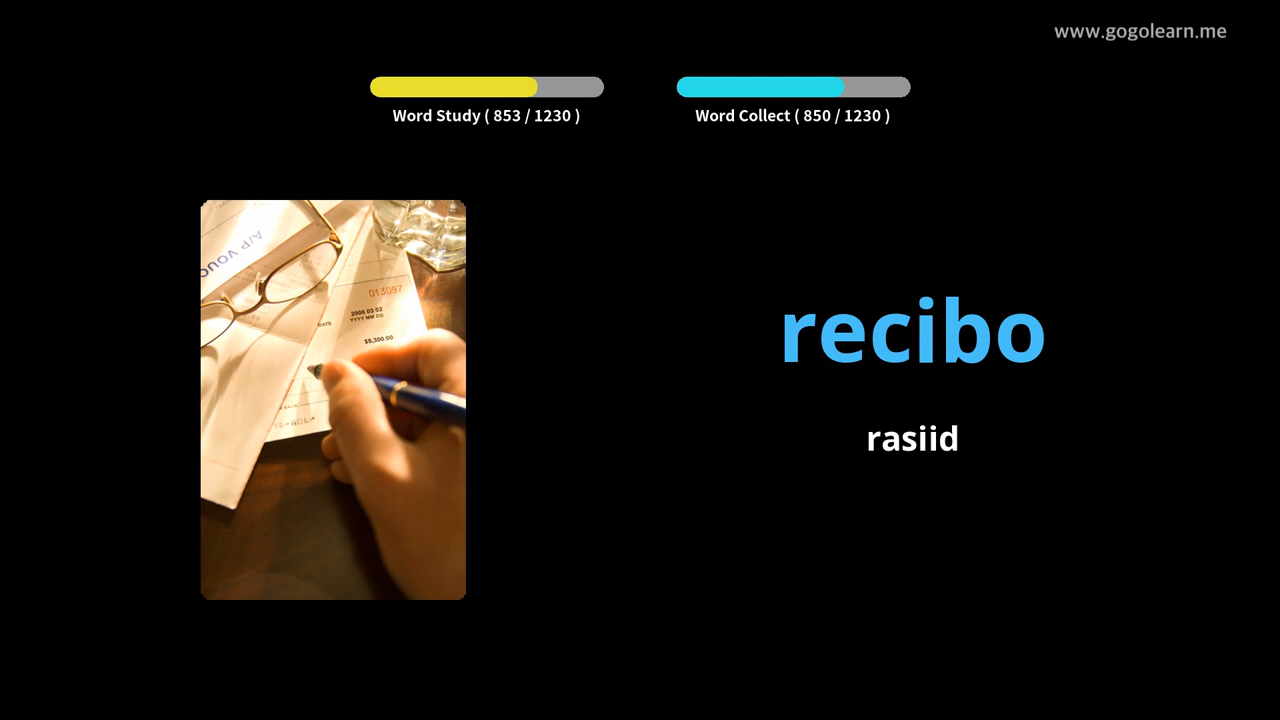 www.gogolearn.me
Word Study ( 853 / 1230 )
Word Collect ( 850 / 1230 )
A/P VOUC
013097
DATE
2006 03 02
YYYY MM DD
$5,300.00
recibo
rasiid